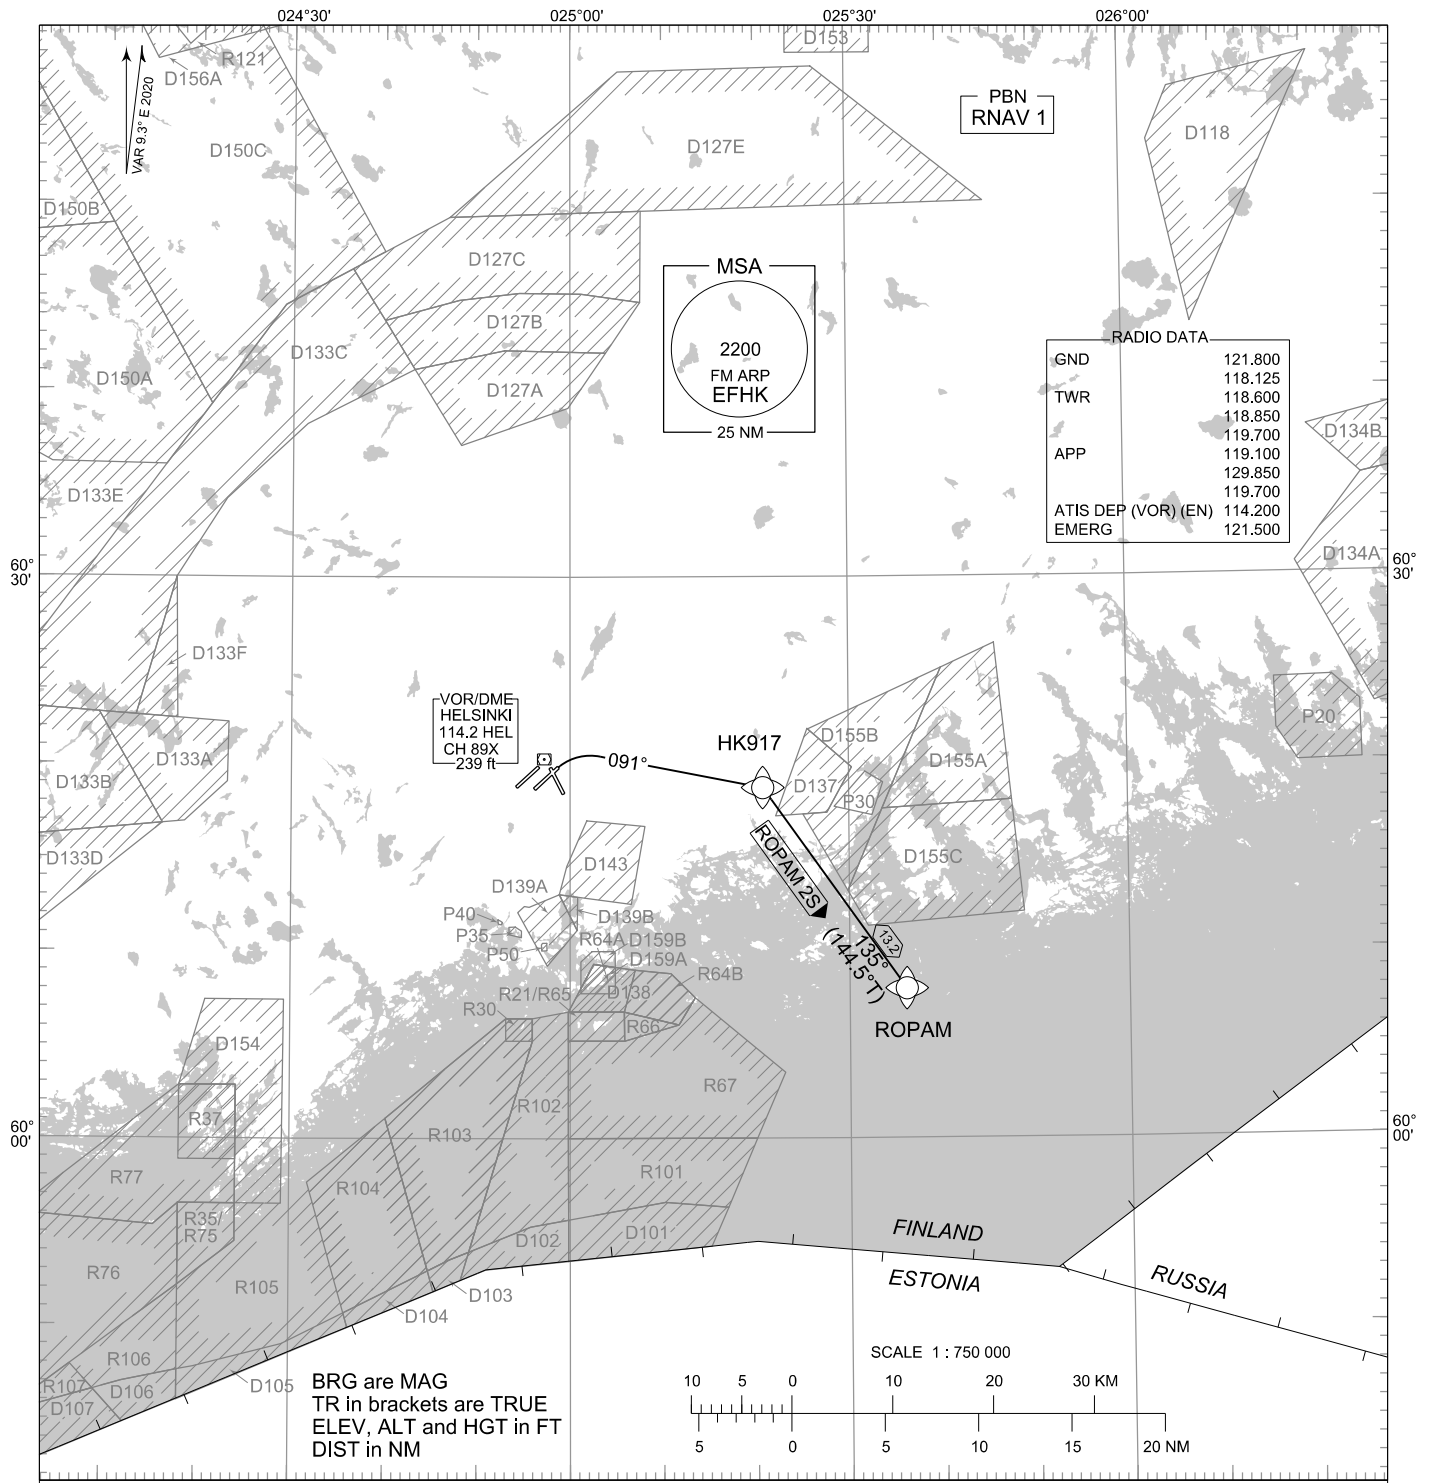 024°30' 025°00' 025°30' 026°00'
D153
R121
D156A
VAR 9.3° E 2020
PBN
RNAV 1
D118
D150C
D127E
D150B
D127C
MSA
2200
FM ARP
EFHK
25 NM
D127B
D133C
D150A
D127A
RADIO DATA
GND 121.800
118.125
TWR 118.600
118.850
119.700
APP 119.100
129.850
119.700
ATIS DEP (VOR) (EN) 114.200
EMERG 121.500
D134B
D133E
D134A
60°
30'
60°
30'
D133F
VOR/DME
HELSINKI
114.2 HEL
CH 89X
239 ft
P20
D155B
HK917
D133A
D155A
091°
D133B
D137
P30
D133D
D155C
ROPAM 2S
D143
D139A
P40
D139B
P35
R64A
D159B
P50
D159A
13.2
135°
(144.5°T)
R64B
R21/R65
D138
R30
R66
ROPAM
D154
R67
R102
R37
R103
60°
00'
60°
00'
R77
R101
R104
R35/
R75
D102
D101
FINLAND
R76
R105
ESTONIA
RUSSIA
D103
D104
R106
SCALE 1 : 750 000
R107
D106
D105
D107
BRG are MAG
TR in brackets are TRUE
ELEV, ALT and HGT in FT
DIST in NM
10 5 0 10 20 30 KM
5 0 5 10 15 20 NM